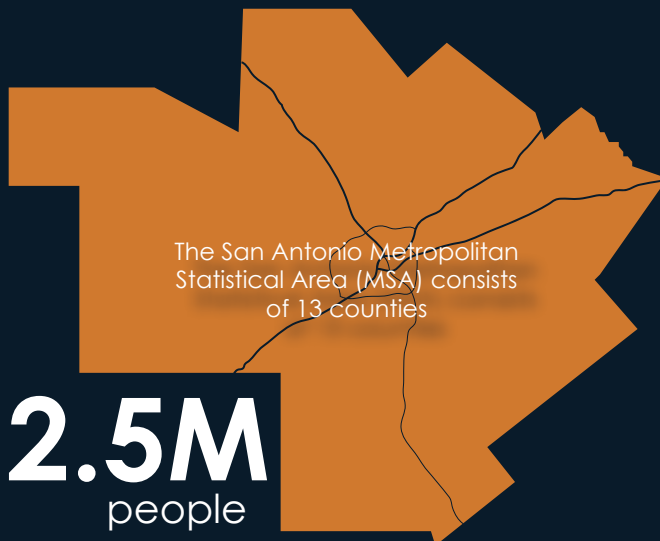 The San Antonio Metropolitan
Statistical Area (MSA) consists
of 13 counties
2.5M
people